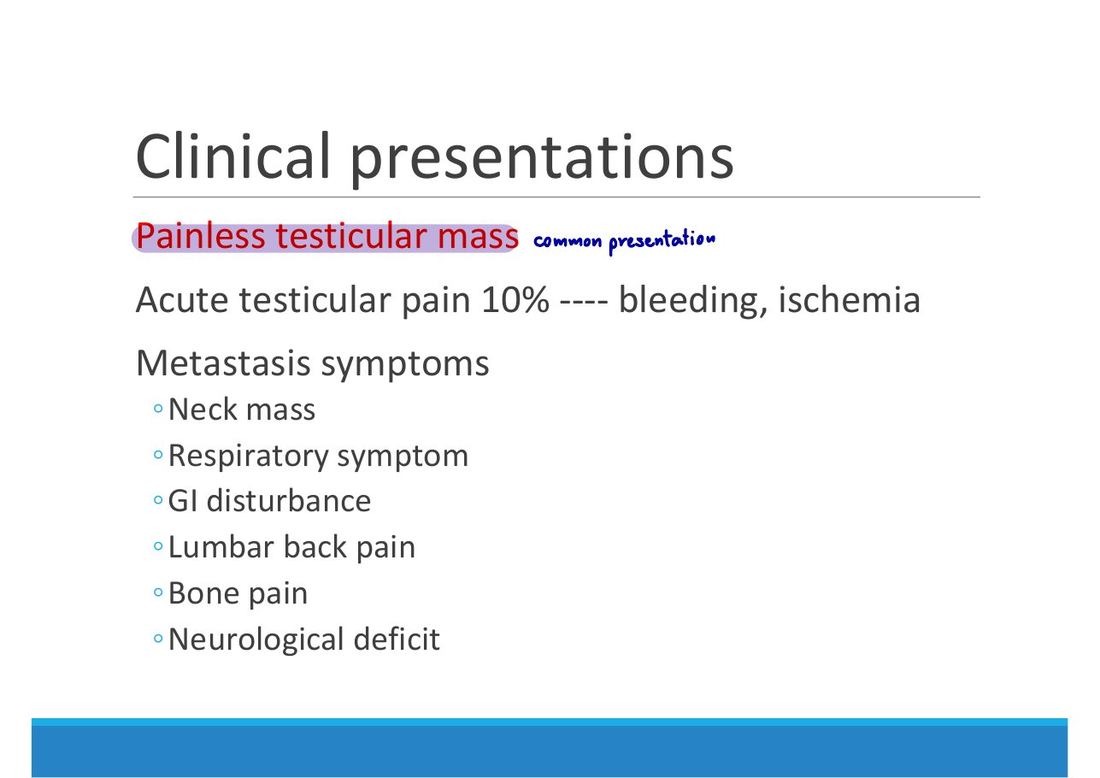 Clinical presentations
Painless testicular mass common presentation
Acute testicular pain 10% ---- bleeding, ischemia
Metastasis symptoms
◦Neck mass
◦Respiratory symptom
◦GI disturbance
◦Lumbar back pain
◦Bone pain
◦Neurological deficit